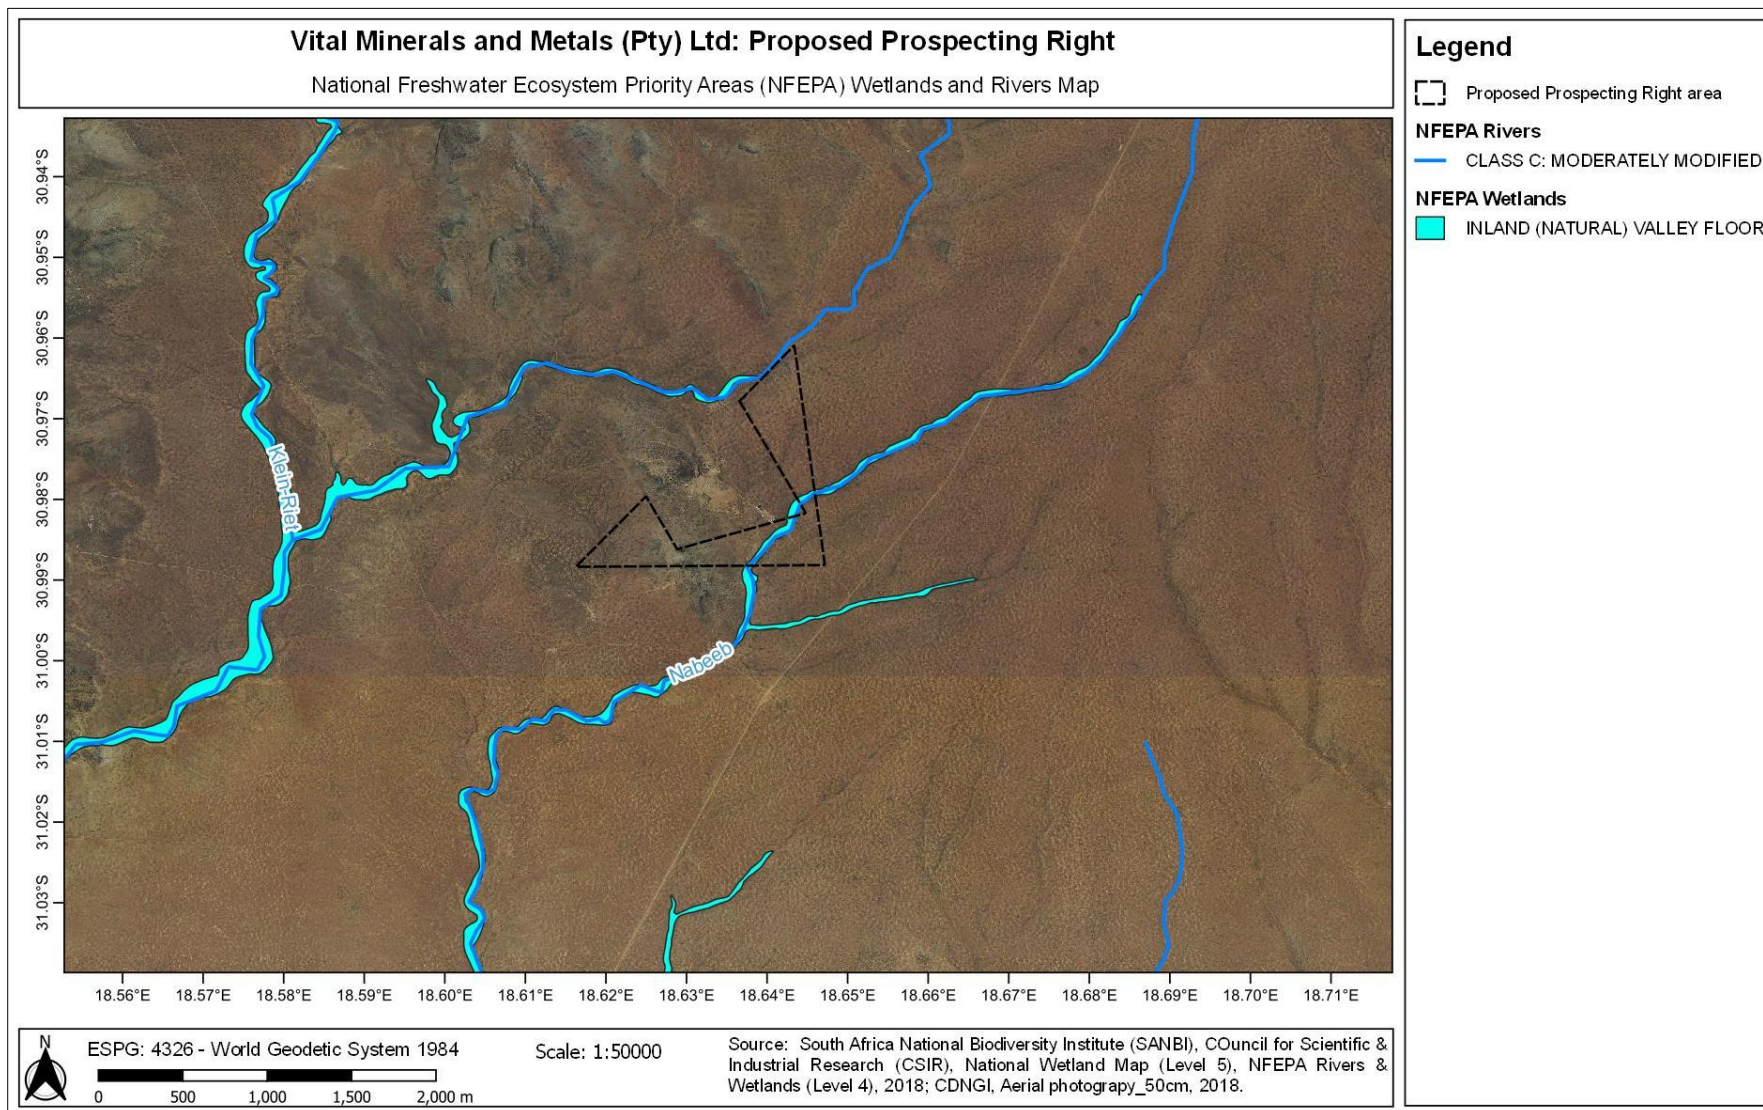 Vital Minerals and Metals (Pty) Ltd: Proposed Prospecting Right
National Freshwater Ecosystem Priority Areas (NFEPA) Wetlands and Rivers Map
Legend
Proposed Prospecting Right area
NFEPA Rivers
CLASS C: MODERATELY MODIFIED
NFEPA Wetlands
INLAND (NATURAL) VALLEY FLOOR
30.94°S
30.95°S
30.96°S
30.97°S
30.98°S
30.99°S
31.00°S
31.01°S
31.02°S
31.03°S
Klein-Riet
Nabeeb
18.56°E 18.57°E 18.58°E 18.59°E 18.60°E 18.61°E 18.62°E 18.63°E 18.64°E 18.65°E 18.66°E 18.67°E 18.68°E 18.69°E 18.70°E 18.71°E
N
ESPG: 4326 - World Geodetic System 1984
0 500 1,000 1,500 2,000 m
Scale: 1:50000
Source: South Africa National Biodiversity Institute (SANBI), COuncil for Scientific &
Industrial Research (CSIR), National Wetland Map (Level 5), NFEPA Rivers &
Wetlands (Level 4), 2018; CDNGI, Aerial photograpy_50cm, 2018.